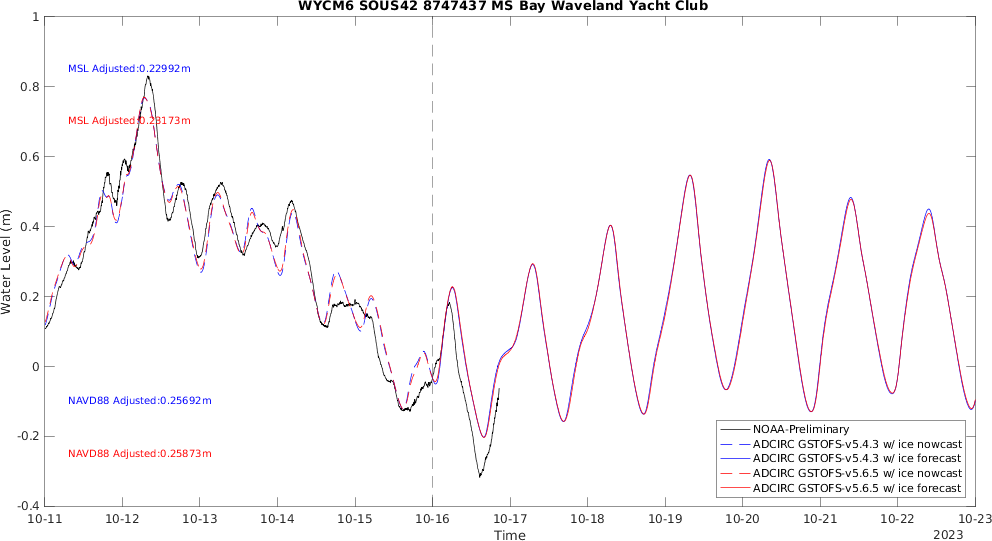 WYCM6 SOUS42 8747437 MS Bay Waveland Yacht Club
1
0.8
0.6
0.4
0.2
0
-0.2
-0.4
Water Level (m)
MSL Adjusted:0.22992m
MSL Adjusted:0.23173m
NAVD88 Adjusted:0.25692m
NAVD88 Adjusted:0.25873m
NOAA-Preliminary
ADCIRC GSTOFS-v5.4.3 w/ ice nowcast
ADCIRC GSTOFS-v5.4.3 w/ ice forecast
ADCIRC GSTOFS-v5.6.5 w/ ice nowcast
ADCIRC GSTOFS-v5.6.5 w/ ice forecast
10-11 10-12 10-13 10-14 10-15 10-16 10-17 10-18 10-19 10-20 10-21 10-22 10-23
Time
2023